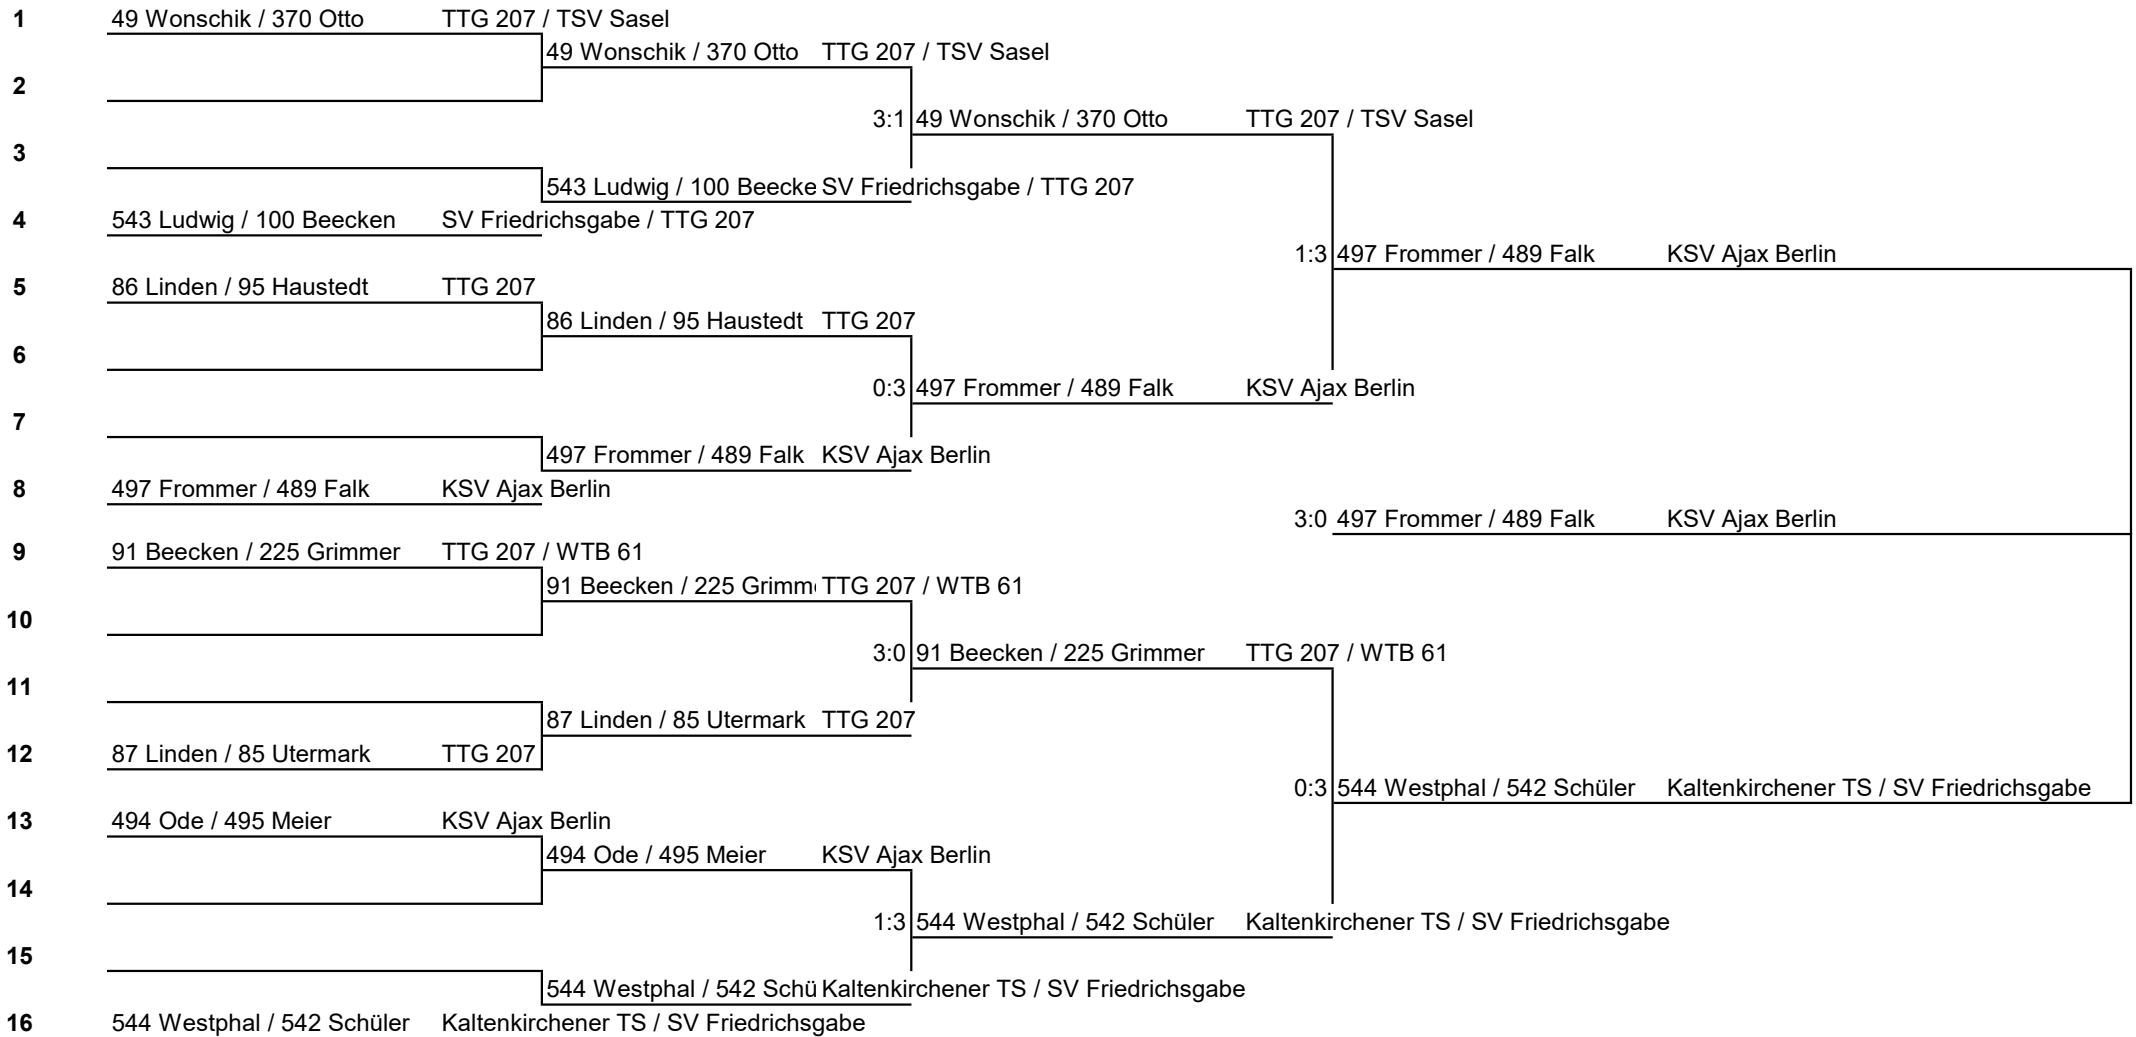 1 49 Wonschik / 370 Otto TTG 207 / TSV Sasel
49 Wonschik / 370 Otto TTG 207 / TSV Sasel
2
3:1 49 Wonschik / 370 Otto TTG 207 / TSV Sasel
3
543 Ludwig / 100 Beecke SV Friedrichsgabe / TTG 207
4 543 Ludwig / 100 Beecken SV Friedrichsgabe / TTG 207
1:3 497 Frommer / 489 Falk KSV Ajax Berlin
5 86 Linden / 95 Haustedt TTG 207
86 Linden / 95 Haustedt TTG 207
6
0:3 497 Frommer / 489 Falk KSV Ajax Berlin
7
497 Frommer / 489 Falk KSV Ajax Berlin
8 497 Frommer / 489 Falk KSV Ajax Berlin
3:0 497 Frommer / 489 Falk KSV Ajax Berlin
9 91 Beecken / 225 Grimmer TTG 207 / WTB 61
91 Beecken / 225 Grimm TTG 207 / WTB 61
10
3:0 91 Beecken / 225 Grimmer TTG 207 / WTB 61
11
87 Linden / 85 Utermark TTG 207
12 87 Linden / 85 Utermark TTG 207
0:3 544 Westphal / 542 Schüler Kaltenkirchener TS / SV Friedrichsgabe
13 494 Ode / 495 Meier KSV Ajax Berlin
494 Ode / 495 Meier KSV Ajax Berlin
14
1:3 544 Westphal / 542 Schüler Kaltenkirchener TS / SV Friedrichsgabe
15
544 Westphal / 542 Schü Kaltenkirchener TS / SV Friedrichsgabe
16 544 Westphal / 542 Schüler Kaltenkirchener TS / SV Friedrichsgabe